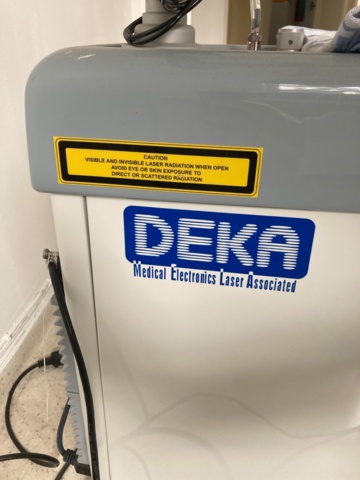 CAUTION
VISIBLE AND INVISIBLE LASER RADIATION WHEN OPEN
AVOID EYE OR SKIN EXPOSURE TO
DIRECT OR SCATTERED RADIATION
DEKA
Medical Electronics Laser Associated